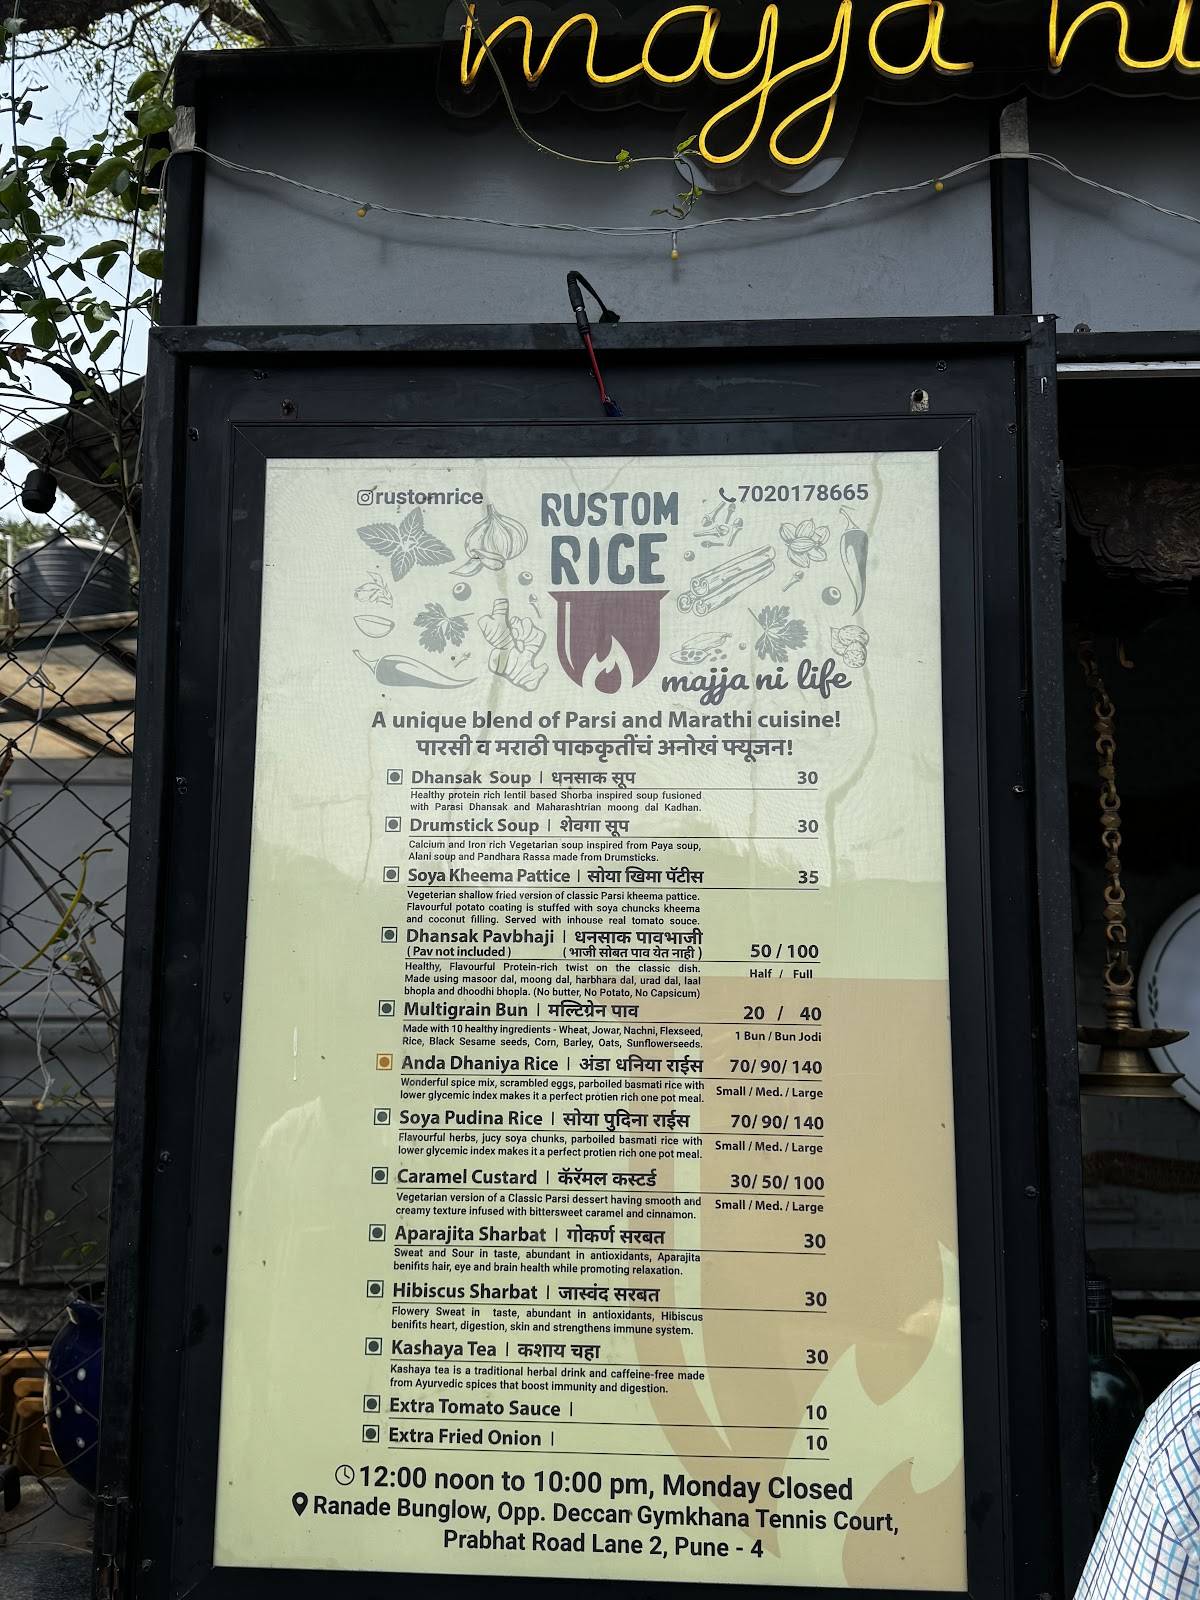 majja ni
rustomrice
7020178665
RUSTOM
RICE
majja ni life
A unique blend of Parsi and Marathi cuisine!
पारसी व मराठी पाककृतींचं अनोखं फ्यूजन!
Dhansak Soup | धनसाक सूप 30
Healthy protein rich lentil based Shorba inspired soup fusioned
with Parasi Dhansak and Maharashtrian moong dal Kadhan.
Drumstick Soup | शेवगा सूप 30
Calcium and Iron rich Vegetarian soup inspired from Paya soup,
Alani soup and Pandhara Rassa made from Drumsticks.
Soya Kheema Pattice | सोया खिमा पॅटीस 35
Vegeterian shallow fried version of classic Parsi kheema pattice.
Flavourful potato coating is stuffed with soya chuncks kheema
and coconut filling. Served with inhouse real tomato souce.
Dhansak Pavbhaji | धनसाक पावभाजी
(Pav not included) (भाजी सोबत पाव येत नाही) 50 / 100
Healthy, Flavourful Protein-rich twist on the classic dish. Half / Full
Made using masoor dal, moong dal, harbhara dal, urad dal, laal
bhopla and dhoodhi bhopla. (No butter, No Potato, No Capsicum)
Multigrain Bun | मल्टिग्रेन पाव 20 / 40
Made with 10 healthy ingredients - Wheat, Jowar, Nachni, Flexseed, 1 Bun / Bun Jodi
Rice, Black Sesame seeds, Corn, Barley, Oats, Sunflowerseeds.
Anda Dhaniya Rice | अंडा धनिया राईस 70/ 90/ 140
Wonderful spice mix, scrambled eggs, parboiled basmati rice with Small / Med. / Large
lower glycemic index makes it a perfect protien rich one pot meal.
Soya Pudina Rice | सोया पुदिना राईस 70/ 90/ 140
Flavourful herbs, jucy soya chunks, parboiled basmati rice with Small / Med. / Large
lower glycemic index makes it a perfect protien rich one pot meal.
Caramel Custard | कॅरॅमल कस्टर्ड 30/ 50/ 100
Vegetarian version of a Classic Parsi dessert having smooth and Small / Med. / Large
creamy texture infused with bittersweet caramel and cinnamon.
Aparajita Sharbat | गोकर्ण सरबत 30
Sweat and Sour in taste, abundant in antioxidants, Aparajita
benifits hair, eye and brain health while promoting relaxation.
Hibiscus Sharbat | जास्वंद सरबत 30
Flowery Sweat in taste, abundant in antioxidants, Hibiscus
benifits heart, digestion, skin and strengthens immune system.
Kashaya Tea | कशाय चहा 30
Kashaya tea is a traditional herbal drink and caffeine-free made
from Ayurvedic spices that boost immunity and digestion.
Extra Tomato Sauce | 10
Extra Fried Onion | 10
12:00 noon to 10:00 pm, Monday Closed
Ranade Bunglow, Opp. Deccan Gymkhana Tennis Court,
Prabhat Road Lane 2, Pune - 4